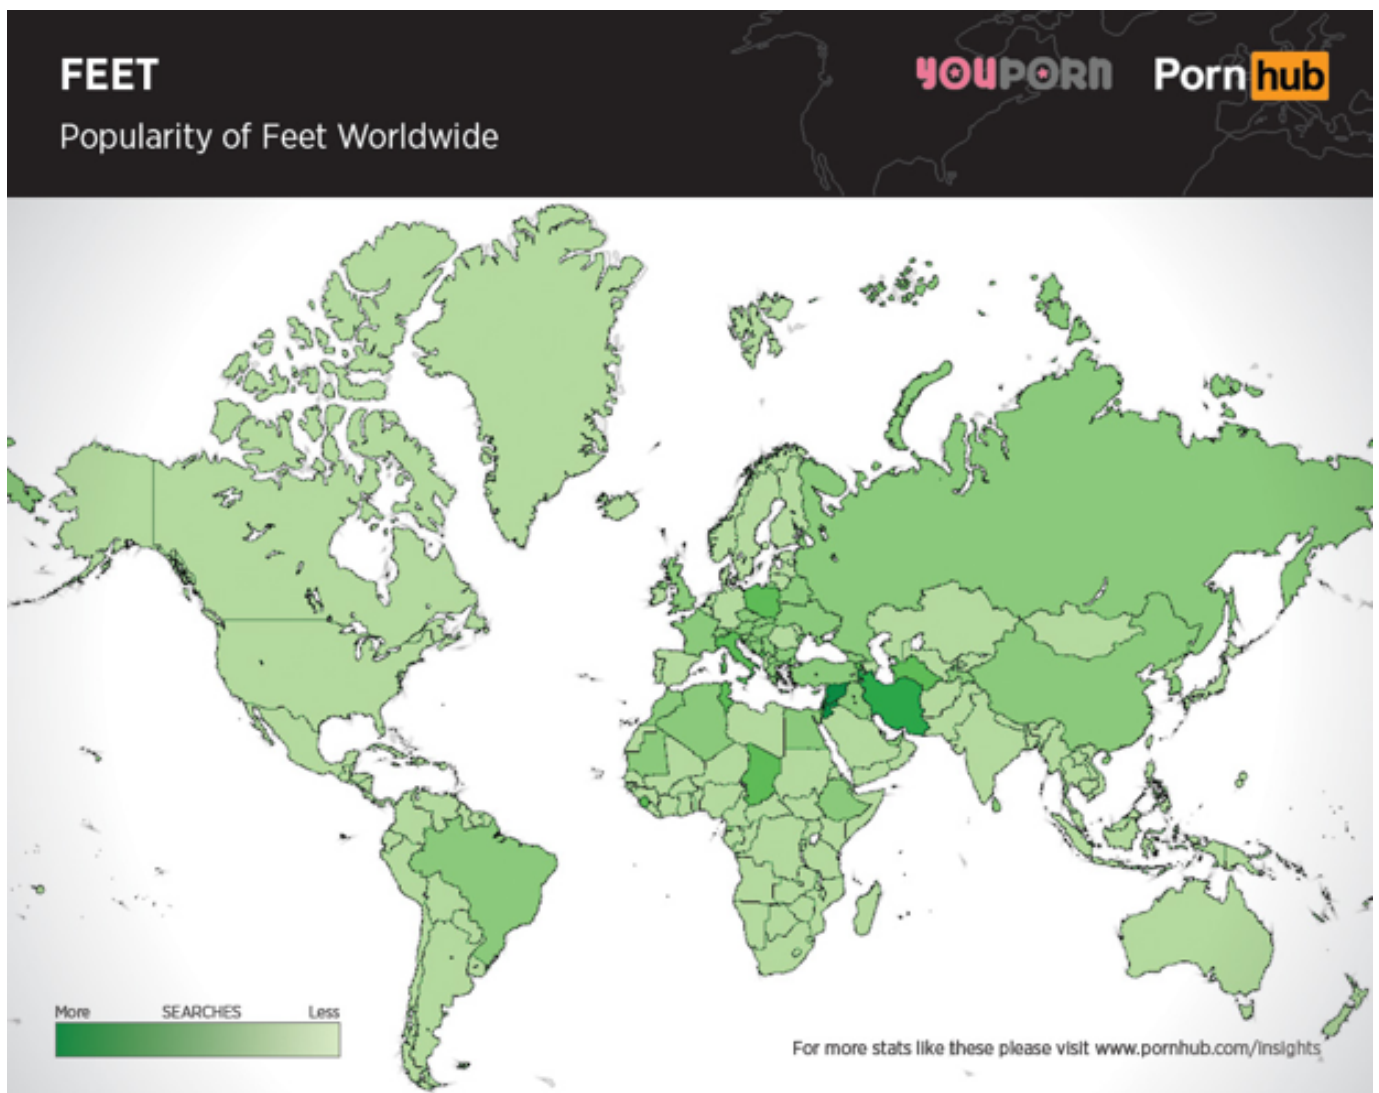 FEET
YOUPORN Pornhub
Popularity of Feet Worldwide
More SEARCHES Less
For more stats like these please visit www.pornhub.com/insights